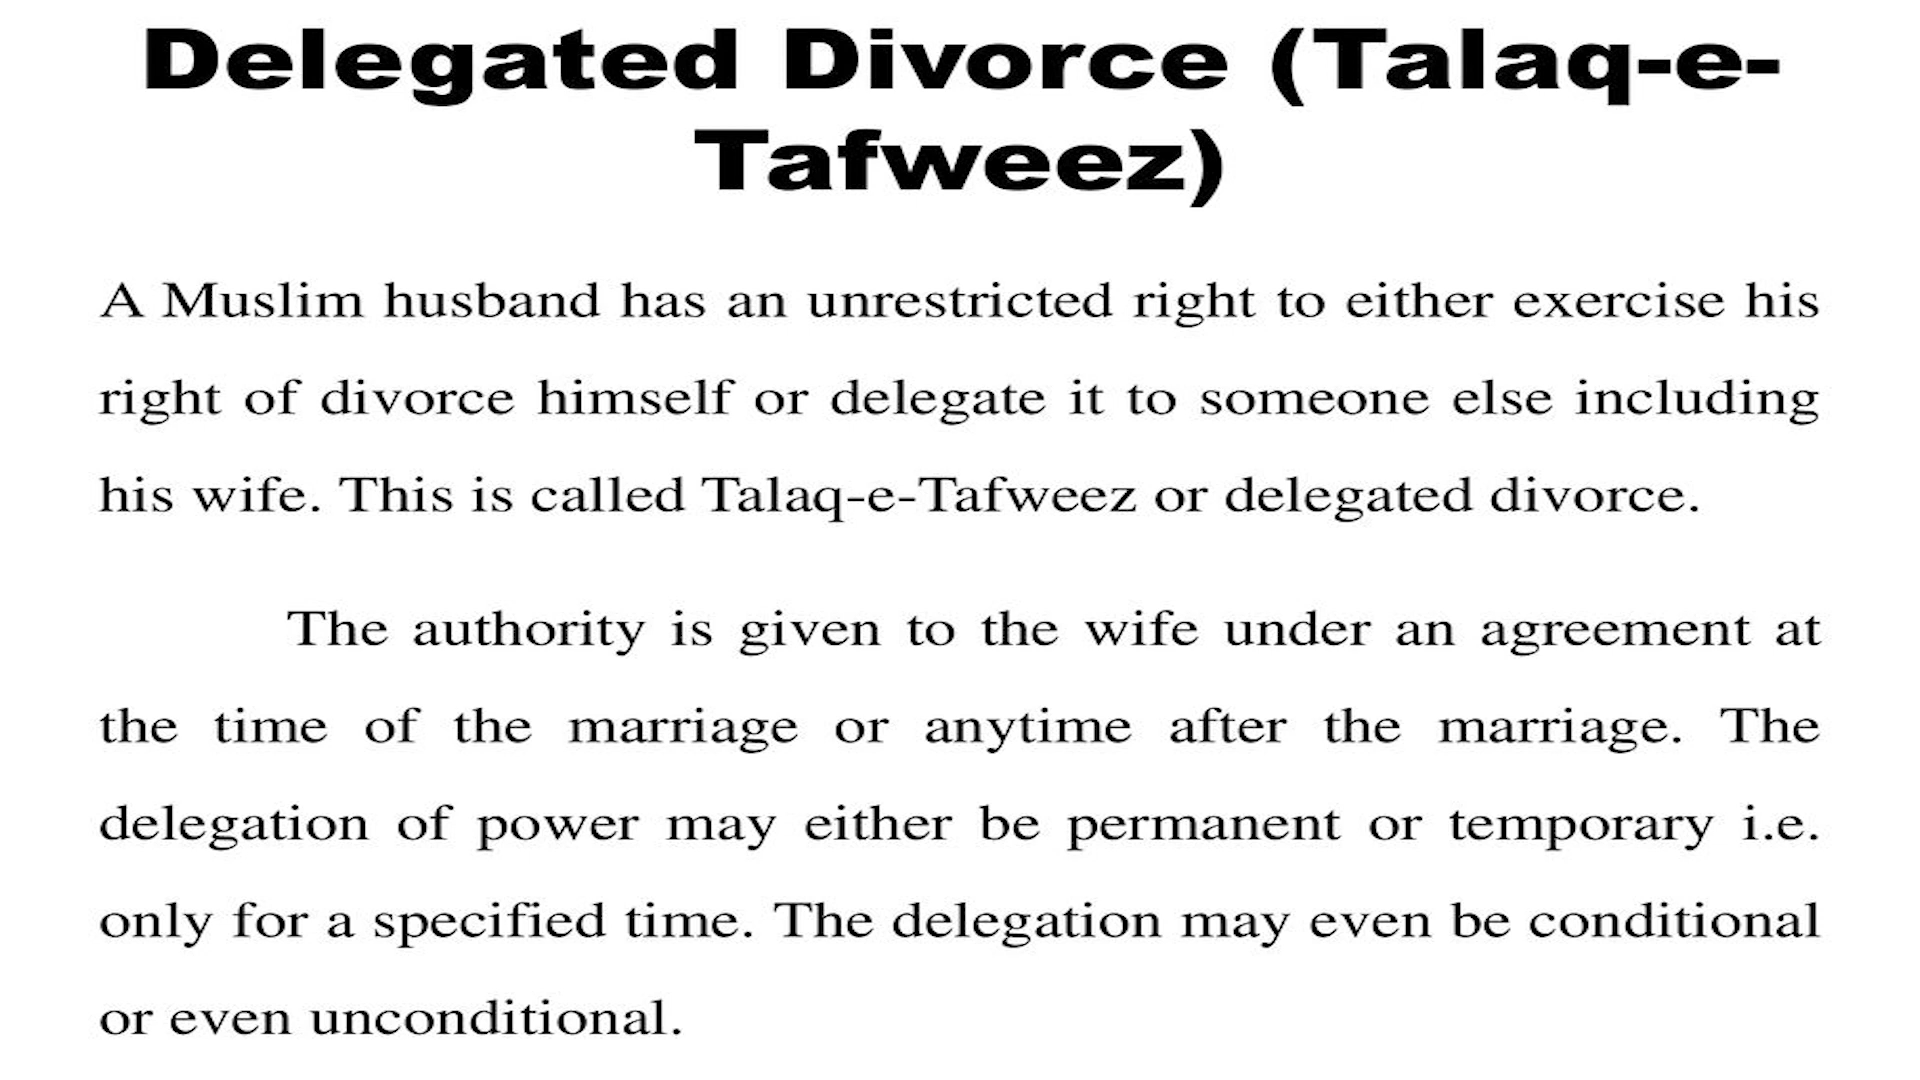 Delegated Divorce (Talaq-e-
Tafweez)
A Muslim husband has an unrestricted right to either exercise his
right of divorce himself or delegate it to someone else including
his wife. This is called Talaq-e-Tafweez or delegated divorce.
The authority is given to the wife under an agreement at
the time of the marriage or anytime after the marriage. The
delegation of power may either be permanent or temporary i.e.
only for a specified time. The delegation may even be conditional
or even unconditional.